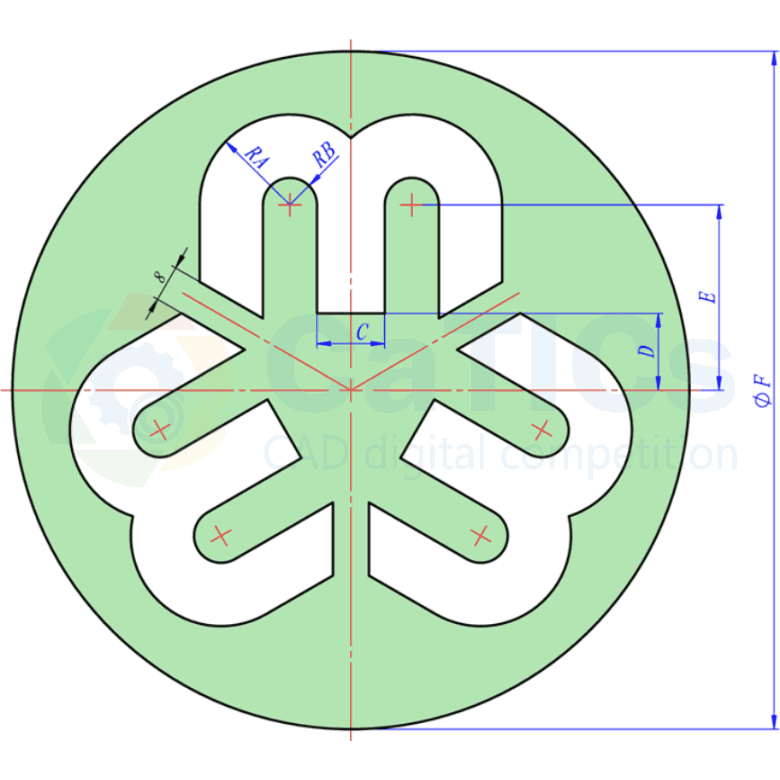 RA
RB
8
E
C
D
ΦF
CaTICs
CAD digital competition